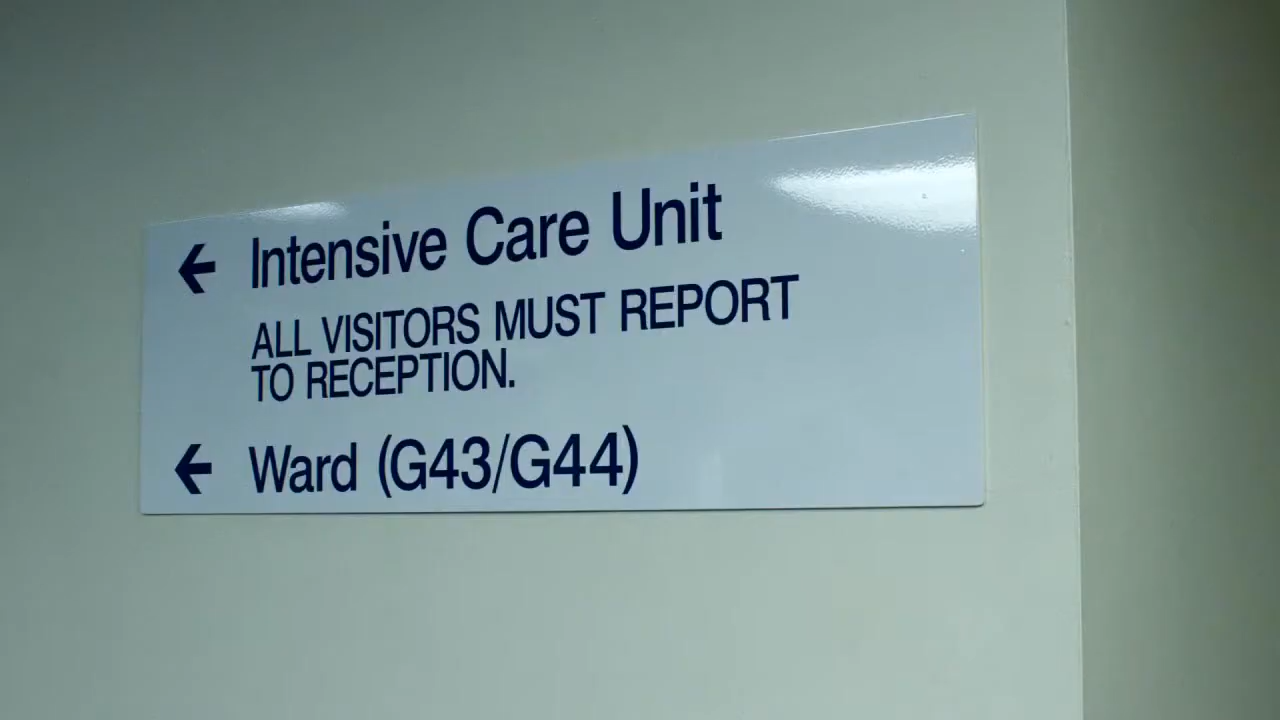 ← Intensive Care Unit
ALL VISITORS MUST REPORT
TO RECEPTION.
← Ward (G43/G44)